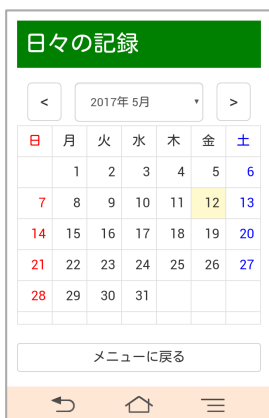 日々の記録
< 2017年 5月 ▾ >
日 月 火 水 木 金 土
1 2 3 4 5 6
7 8 9 10 11 12 13
14 15 16 17 18 19 20
21 22 23 24 25 26 27
28 29 30 31
メニューに戻る